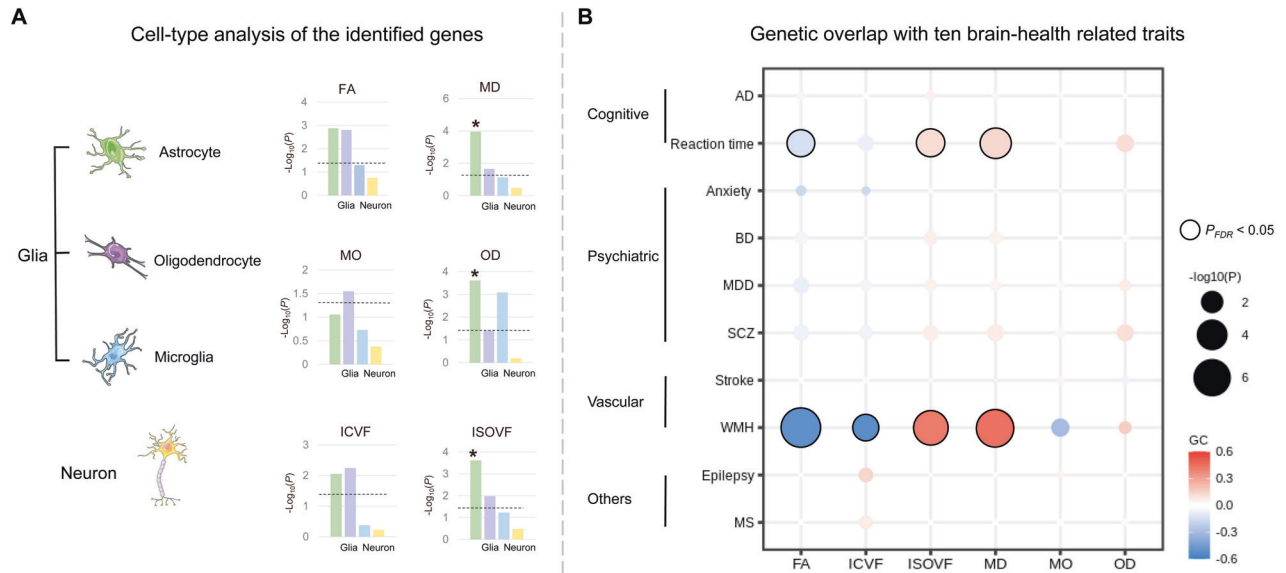 A
Cell-type analysis of the identified genes
Glia
Astrocyte
Oligodendrocyte
Microglia
Neuron
FA
-Log10(P)
4
3
2
1
0
Glia Neuron
MD
-Log10(P)
6
4
2
0
*
Glia Neuron
MO
-Log10(P)
2
1.5
1
0.5
0
Glia Neuron
OD
-Log10(P)
4
3
2
1
0
*
Glia Neuron
ICVF
-Log10(P)
4
3
2
1
0
Glia Neuron
ISOVF
-Log10(P)
4
3
2
1
0
*
Glia Neuron
B
Genetic overlap with ten brain-health related traits
Cognitive
AD
Reaction time
Psychiatric
Anxiety
BD
MDD
SCZ
Vascular
Stroke
WMH
Others
Epilepsy
MS
FA ICVF ISOVF MD MO OD
PFDR < 0.05
-log10(P)
2
4
6
GC
0.6
0.3
0.0
-0.3
-0.6